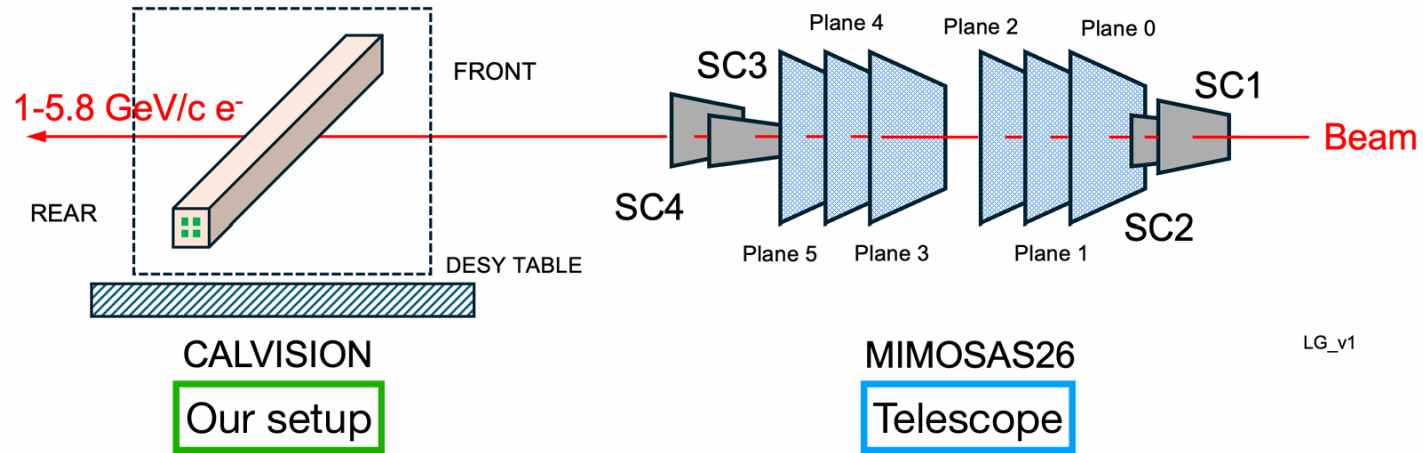 Plane 4
Plane 2
Plane 0
SC3
SC1
FRONT
1-5.8 GeV/c e-
Beam
SC4
SC2
REAR
Plane 5
Plane 3
Plane 1
DESY TABLE
CALVISION
MIMOSAS26
LG_v1
Our setup
Telescope